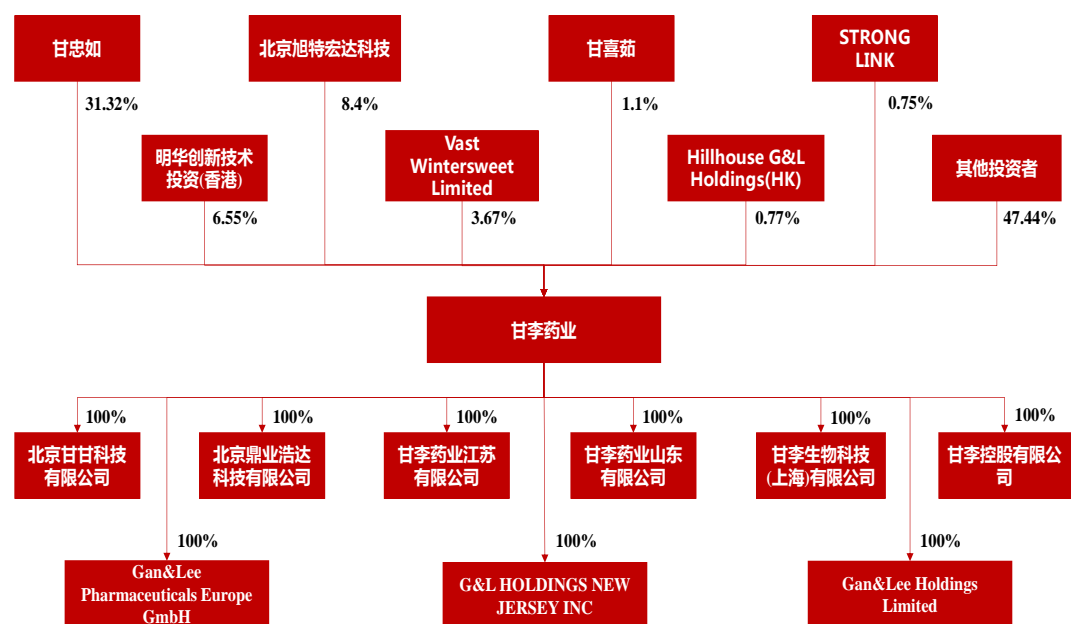 甘忠如
北京旭特宏达科技
甘喜茹
STRONG
LINK
31.32%
8.4%
1.1%
0.75%
明华创新技术
投资(香港)
Vast
Wintersweet
Limited
Hillhouse G&L
Holdings(HK)
其他投资者
6.55%
3.67%
0.77%
47.44%
甘李药业
100%
100%
100%
100%
100%
100%
北京甘甘科技
有限公司
北京鼎业浩达
科技有限公司
甘李药业江苏
有限公司
甘李药业山东
有限公司
甘李生物科技
(上海)有限公司
甘李控股有限公
司
100%
100%
100%
Gan&Lee
Pharmaceuticals Europe
GmbH
G&L HOLDINGS NEW
JERSEY INC
Gan&Lee Holdings
Limited